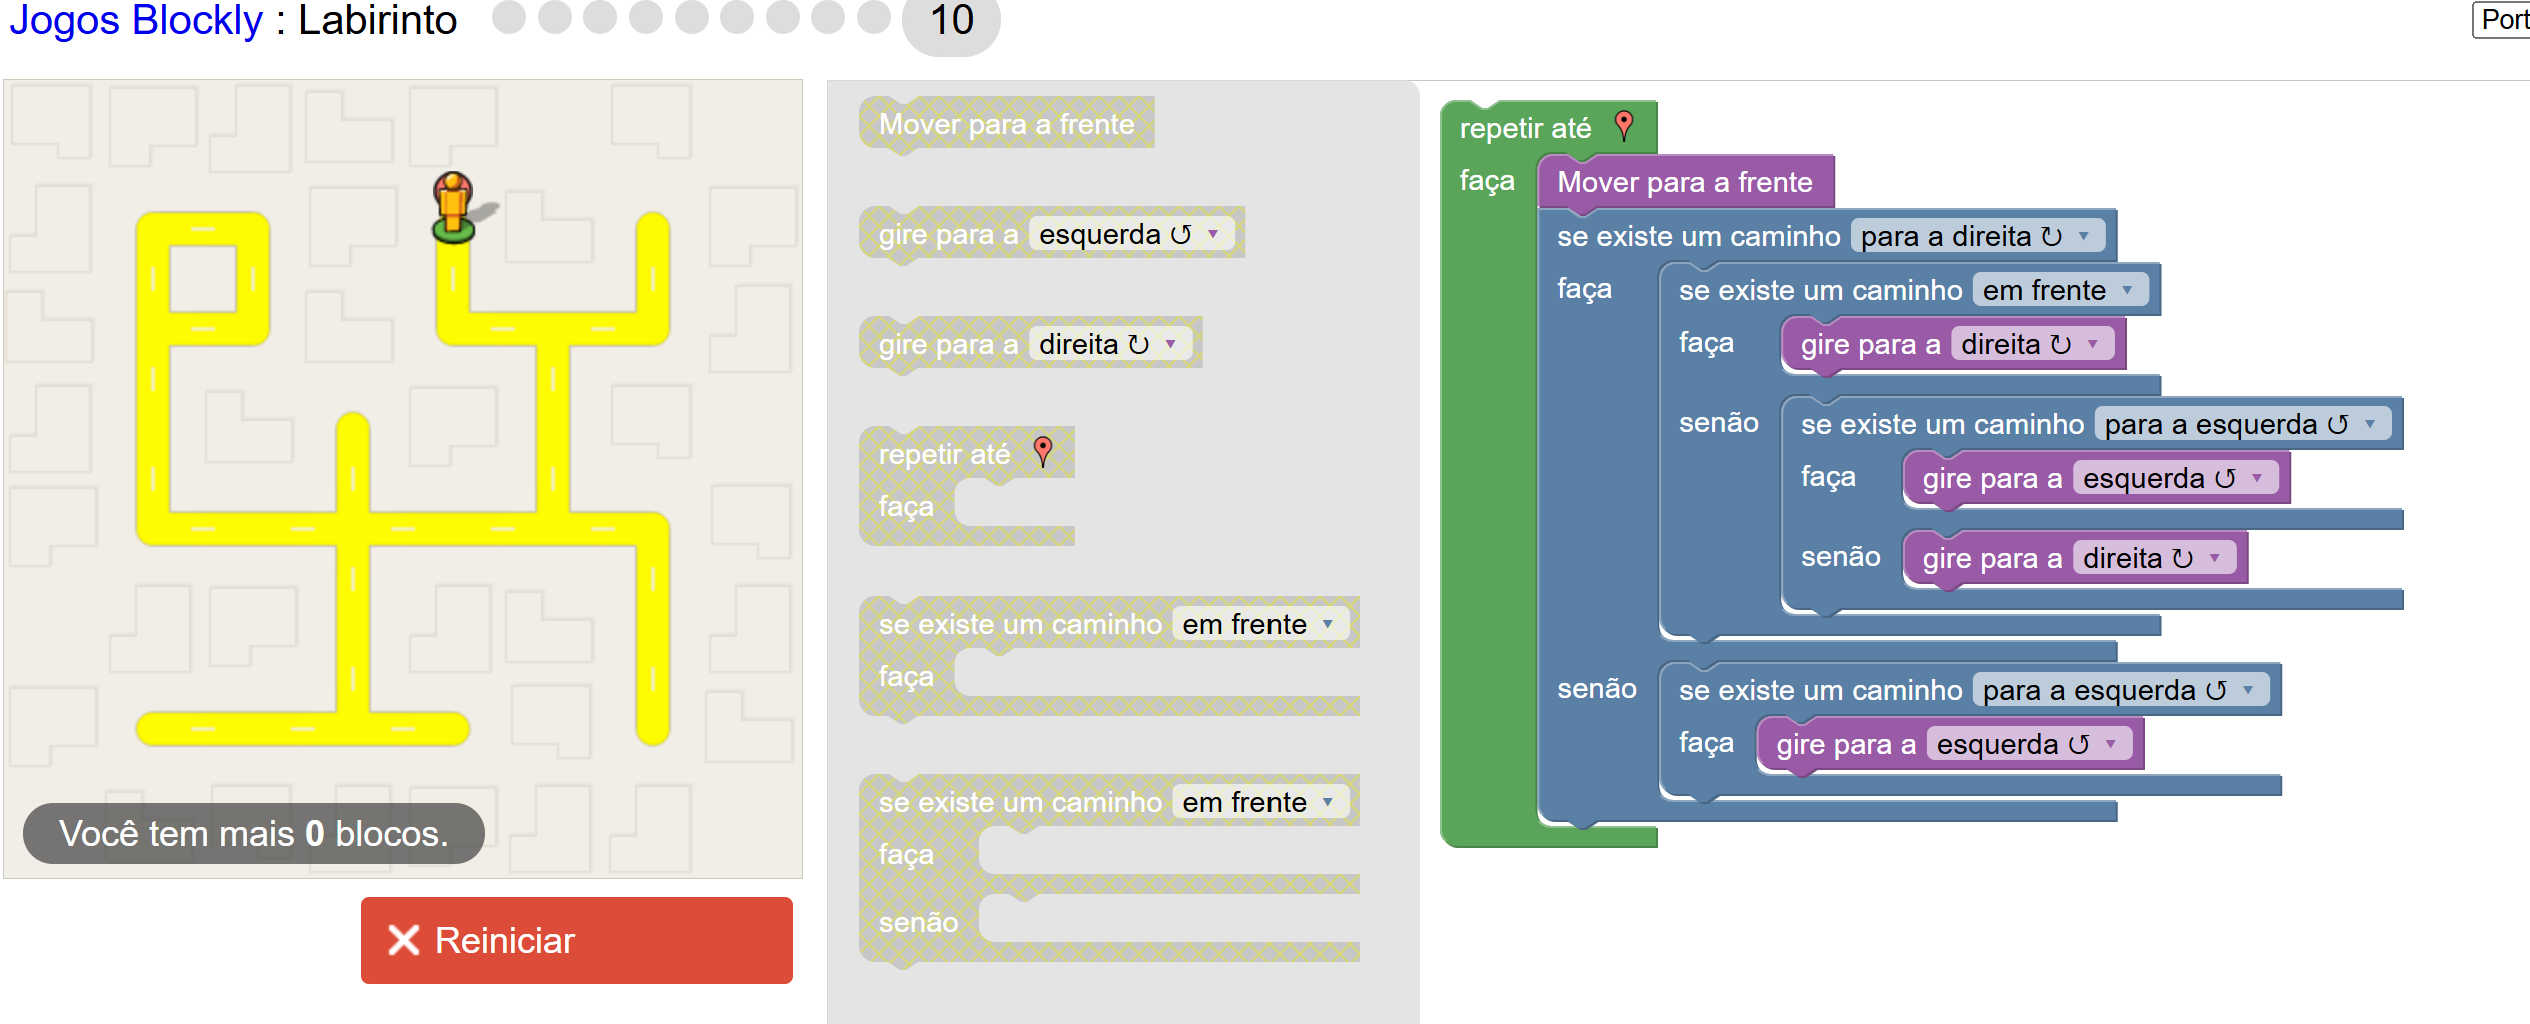 Jogos Blockly : Labirinto 10
Port
Você tem mais 0 blocos.
Reiniciar
Mover para a frente
gire para a esquerda ↺ ▼
gire para a direita ↻ ▼
repetir até
faça
se existe um caminho em frente ▼
faça
se existe um caminho em frente ▼
faça
senão
repetir até
faça Mover para a frente
se existe um caminho para a direita ↻ ▼
faça se existe um caminho em frente ▼
faça gire para a direita ↻ ▼
senão se existe um caminho para a esquerda ↺ ▼
faça gire para a esquerda ↺ ▼
senão gire para a direita ↻ ▼
senão se existe um caminho para a esquerda ↺ ▼
faça gire para a esquerda ↺ ▼